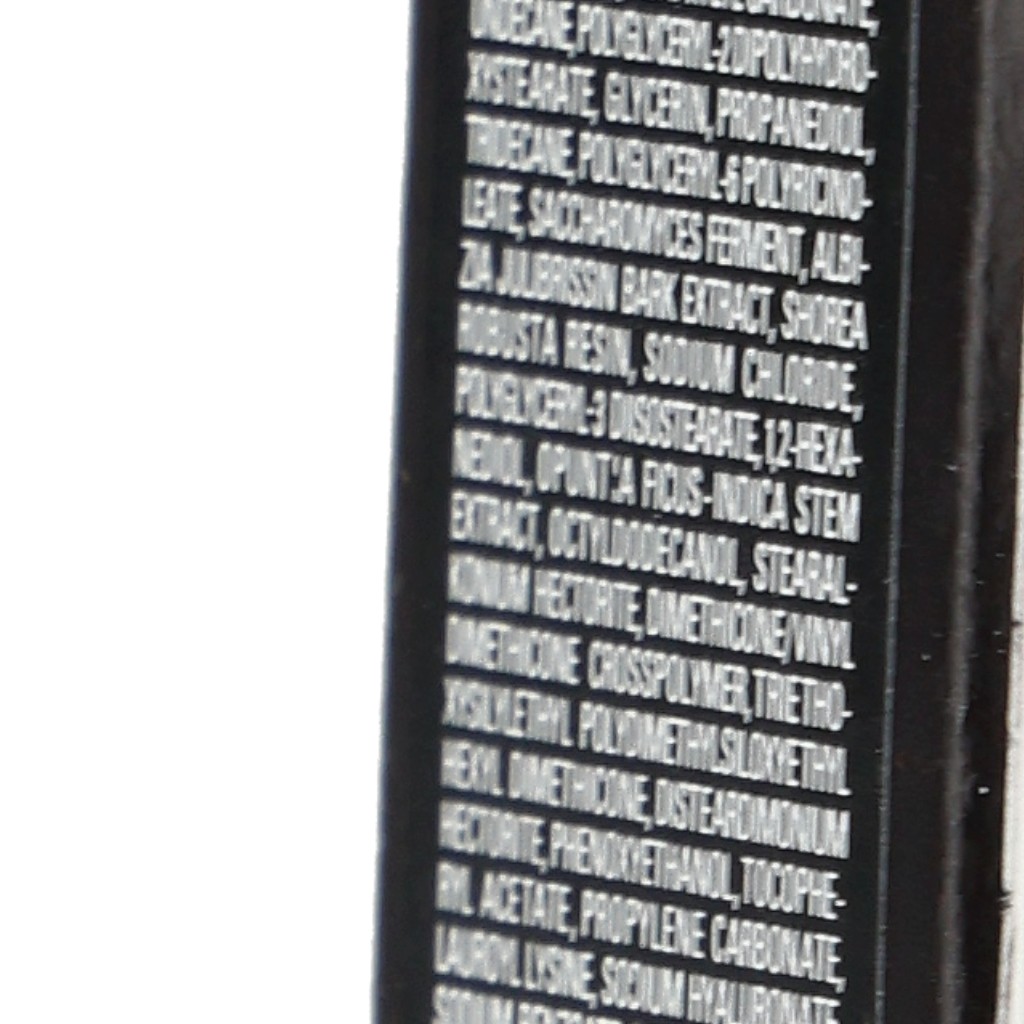 CARBONATE,
UNDECANE, POLYGLYCERYL-2 DIPOLYHYDRO-
XYSTEARATE, GLYCERIN, PROPANEDIOL,
TRIDECANE, POLYGLYCERYL-6 POLYRICINO-
LEATE, SACCHAROMYCES FERMENT, ALBI-
ZIA JULIBRISSIN BARK EXTRACT, SHOREA
ROBUSTA RESIN, SODIUM CHLORIDE,
POLYGLYCERYL-3 DIISOSTEARATE, 1,2-HEXA-
NEDIOL, OPUNTIA FICUS-INDICA STEM
EXTRACT, OCTYLDODECANOL, STEARAL-
KONIUM HECTORITE, DIMETHICONE/VINYL
DIMETHICONE CROSSPOLYMER, TRIETHO-
XYSILYLETHYL POLYDIMETHYLSILOXYETHYL
HEXYL DIMETHICONE, DISTEARDIMONIUM
HECTORITE, PHENOXYETHANOL, TOCOPHE-
RYL ACETATE, PROPYLENE CARBONATE,
LAUROYL LYSINE, SODIUM HYALURONATE,
SODIUM